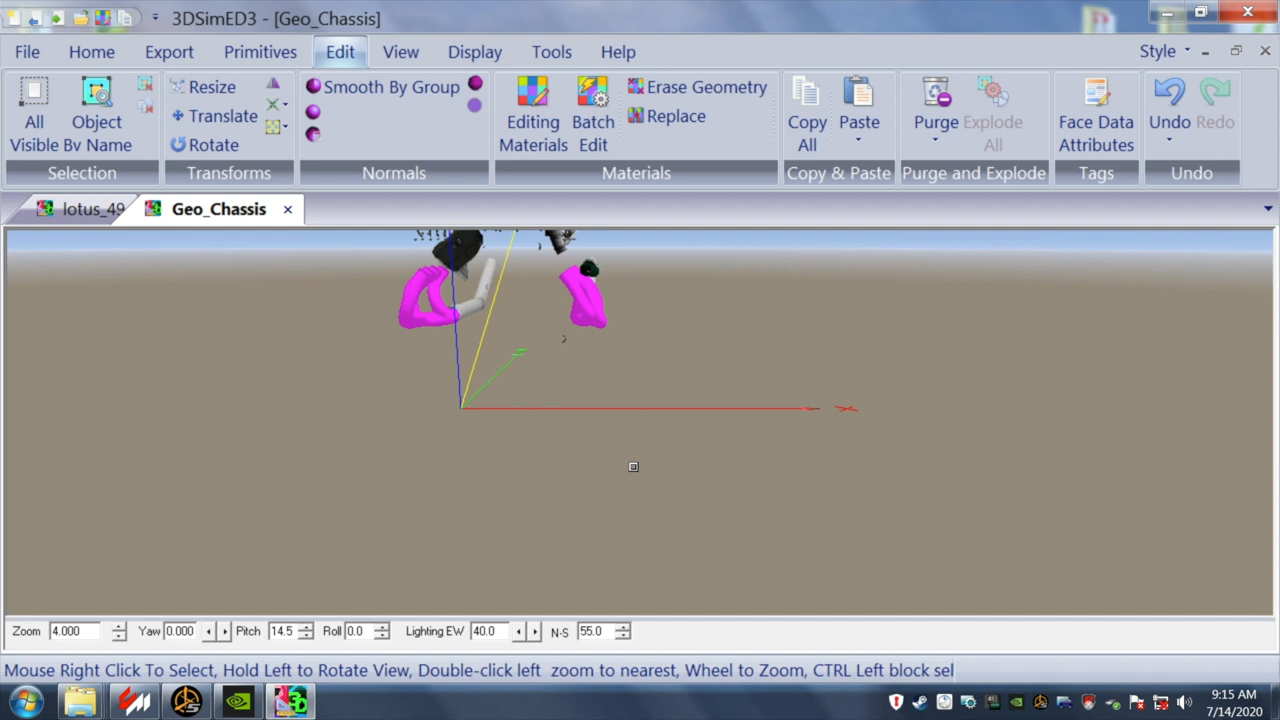 3DSimED3 - [Geo_Chassis]
File Home Export Primitives Edit View Display Tools Help Style
Resize Smooth By Group Erase Geometry
All Object Translate Editing Batch Replace Copy Paste Purge Explode Face Data Undo Redo
Visible By Name Rotate Materials Edit All All Attributes
Selection Transforms Normals Materials Copy & Paste Purge and Explode Tags Undo
lotus_49 Geo_Chassis
Zoom 4.000 Yaw 0.000 Pitch 14.5 Roll 0.0 Lighting EW 40.0 N-S 55.0
Mouse Right Click To Select, Hold Left to Rotate View, Double-click left zoom to nearest, Wheel to Zoom, CTRL Left block sel
9:15 AM
7/14/2020